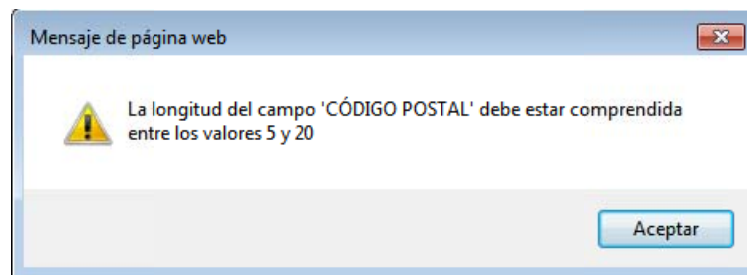 Mensaje de página web
La longitud del campo 'CÓDIGO POSTAL' debe estar comprendida
entre los valores 5 y 20
Aceptar